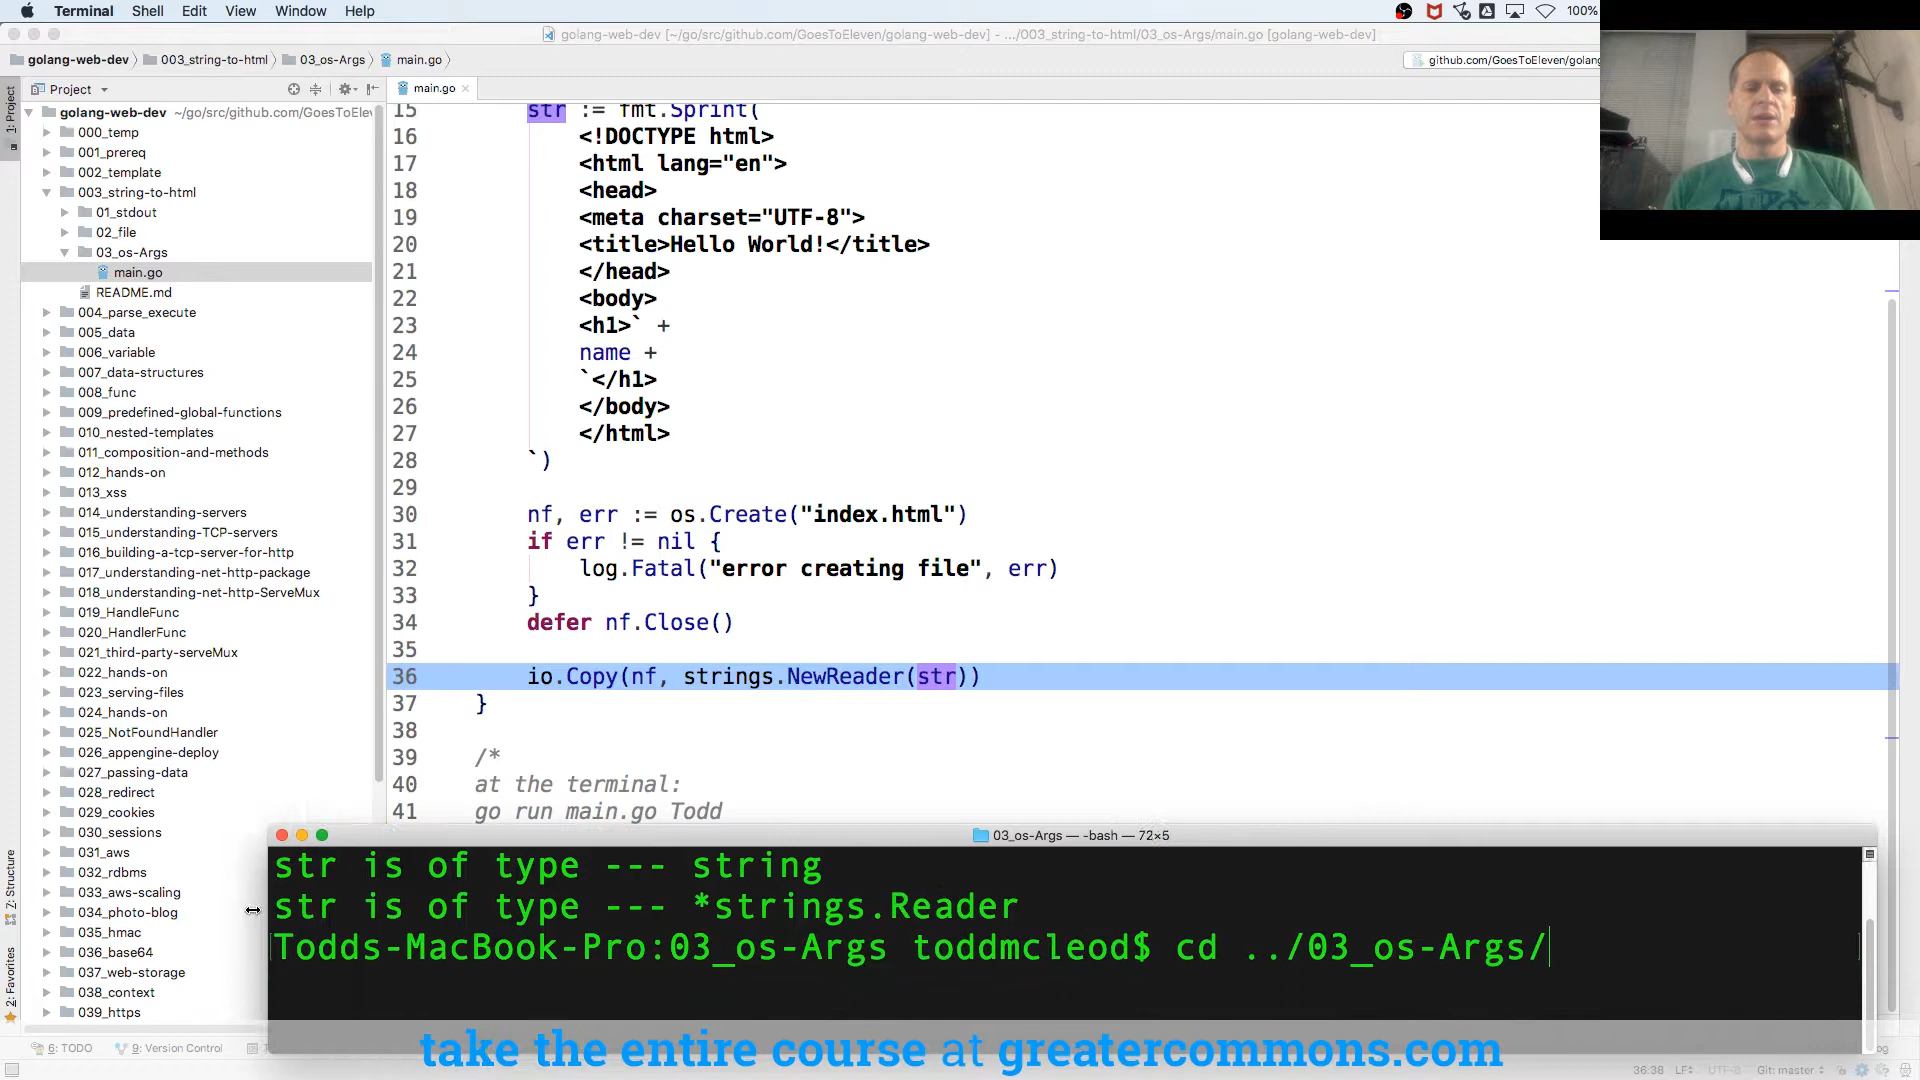 Terminal Shell Edit View Window Help 100%
golang-web-dev [~/go/src/github.com/GoesToEleven/golang-web-dev] - .../003_string-to-html/03_os-Args/main.go [golang-web-dev]
golang-web-dev 003_string-to-html 03_os-Args main.go github.com/GoesToEleven/golang
1: Project
Project
main.go
golang-web-dev ~/go/src/github.com/GoesToElev
000_temp
001_prereq
002_template
003_string-to-html
01_stdout
02_file
03_os-Args
main.go
README.md
004_parse_execute
005_data
006_variable
007_data-structures
008_func
009_predefined-global-functions
010_nested-templates
011_composition-and-methods
012_hands-on
013_xss
014_understanding-servers
015_understanding-TCP-servers
016_building-a-tcp-server-for-http
017_understanding-net-http-package
018_understanding-net-http-ServeMux
019_HandleFunc
020_HandlerFunc
021_third-party-serveMux
022_hands-on
023_serving-files
024_hands-on
025_NotFoundHandler
026_appengine-deploy
027_passing-data
028_redirect
029_cookies
030_sessions
031_aws
032_rdbms
033_aws-scaling
034_photo-blog
035_hmac
036_base64
037_web-storage
038_context
039_https
7: Structure
2: Favorites
15 str := fmt.Sprint(
16 <!DOCTYPE html>
17 <html lang="en">
18 <head>
19 <meta charset="UTF-8">
20 <title>Hello World!</title>
21 </head>
22 <body>
23 <h1>` +
24 name +
25 `</h1>
26 </body>
27 </html>
28 `)
29
30 nf, err := os.Create("index.html")
31 if err != nil {
32 log.Fatal("error creating file", err)
33 }
34 defer nf.Close()
35
36 io.Copy(nf, strings.NewReader(str))
37 }
38
39 /*
40 at the terminal:
41 go run main.go Todd
03_os-Args — -bash — 72×5
str is of type --- string
str is of type --- *strings.Reader
Todds-MacBook-Pro:03_os-Args toddmcleod$ cd ../03_os-Args/
6: TODO 9: Version Control
take the entire course at greatercommons.com
36:38 LF UTF-8 Git: master